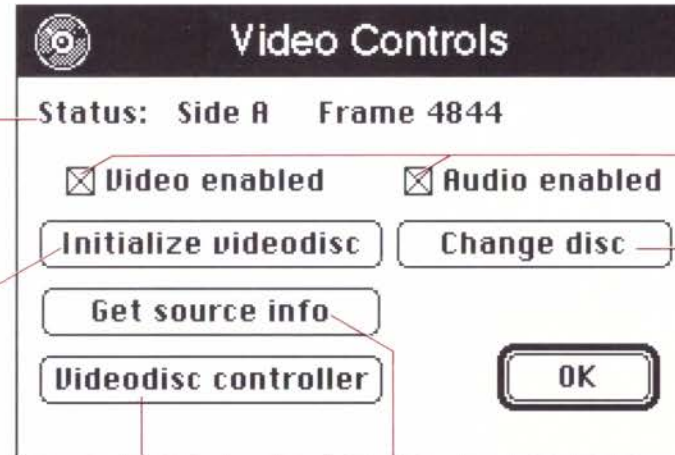 Video Controls
Status: Side A Frame 4844
Video enabled Audio enabled
Initialize videodisc Change disc
Get source info
Videodisc controller OK